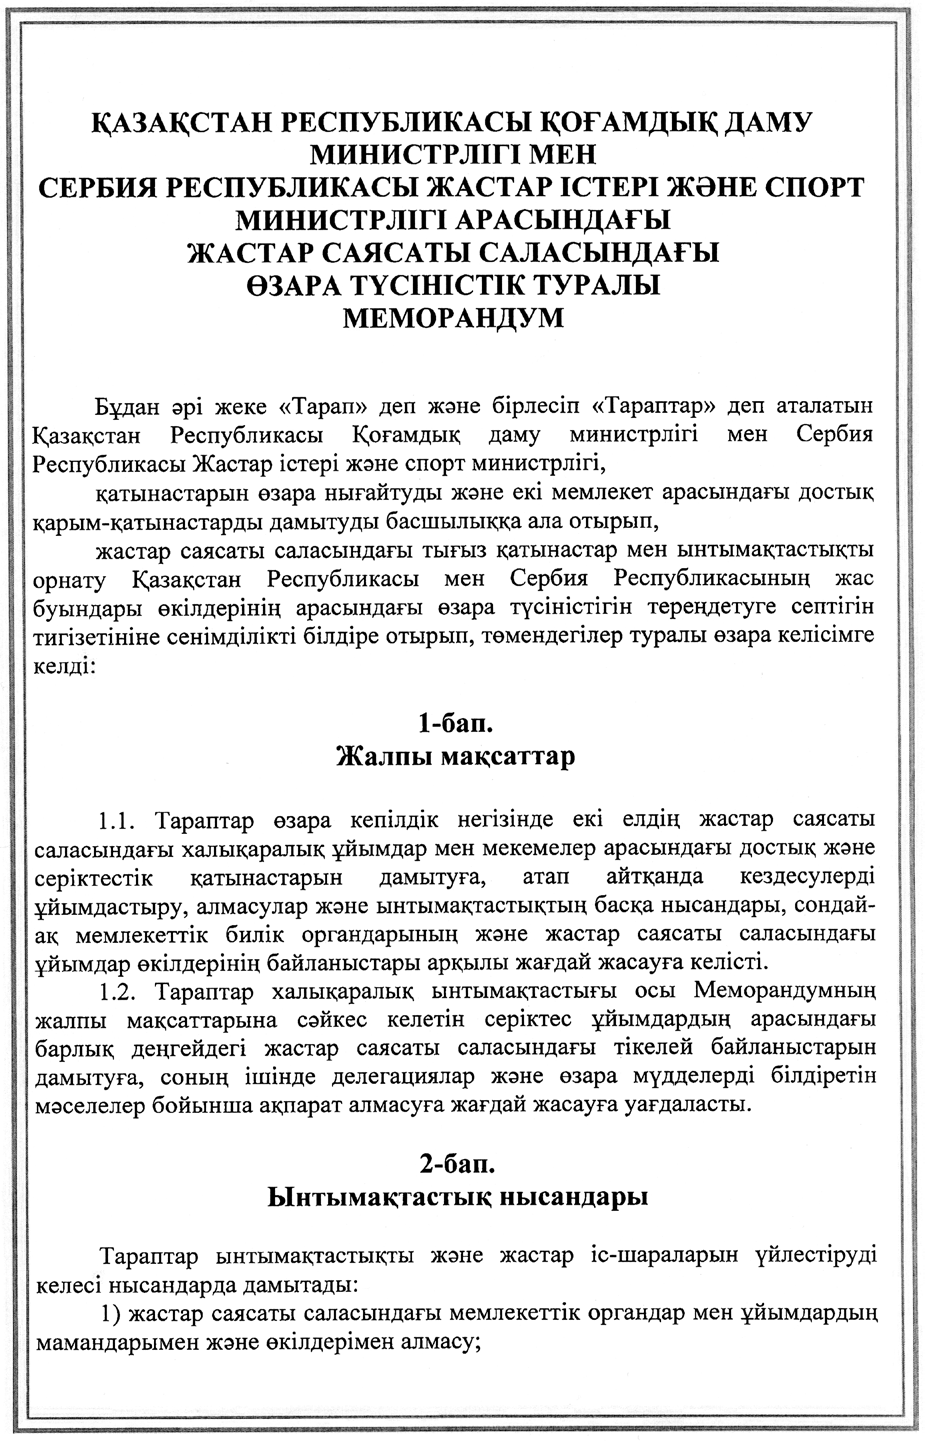 ҚАЗАҚСТАН РЕСПУБЛИКАСЫ ҚОҒАМДЫҚ ДАМУ
МИНИСТРЛІГІ МЕН
СЕРБИЯ РЕСПУБЛИКАСЫ ЖАСТАР ІСТЕРІ ЖӘНЕ СПОРТ
МИНИСТРЛІГІ АРАСЫНДАҒЫ
ЖАСТАР САЯСАТЫ САЛАСЫНДАҒЫ
ӨЗАРА ТҮСІНІСТІК ТУРАЛЫ
МЕМОРАНДУМ
Бұдан әрі жеке «Тарап» деп және бірлесіп «Тараптар» деп аталатын
Қазақстан Республикасы Қоғамдық даму министрлігі мен Сербия
Республикасы Жастар істері және спорт министрлігі,
қатынастарын өзара нығайтуды және екі мемлекет арасындағы достық
қарым-қатынастарды дамытуды басшылыққа ала отырып,
жастар саясаты саласындағы тығыз қатынастар мен ынтымақтастықты
орнату Қазақстан Республикасы мен Сербия Республикасының жас
буындары өкілдерінің арасындағы өзара түсіністігін тереңдетуге септігін
тигізетініне сенімділікті білдіре отырып, төмендегілер туралы өзара келісімге
келді:
1-бап.
Жалпы мақсаттар
1.1. Тараптар өзара кепілдік негізінде екі елдің жастар саясаты
саласындағы халықаралық ұйымдар мен мекемелер арасындағы достық және
серіктестік қатынастарын дамытуға, атап айтқанда кездесулерді
ұйымдастыру, алмасулар және ынтымақтастықтың басқа нысандары, сондай-
ақ мемлекеттік билік органдарының және жастар саясаты саласындағы
ұйымдар өкілдерінің байланыстары арқылы жағдай жасауға келісті.
1.2. Тараптар халықаралық ынтымақтастығы осы Меморандумның
жалпы мақсаттарына сәйкес келетін серіктес ұйымдардың арасындағы
барлық деңгейдегі жастар саясаты саласындағы тікелей байланыстарын
дамытуға, соның ішінде делегациялар және өзара мүдделерді білдіретін
мәселелер бойынша ақпарат алмасуға жағдай жасауға уағдаласты.
2-бап.
Ынтымақтастық нысандары
Тараптар ынтымақтастықты және жастар іс-шараларын үйлестіруді
келесі нысандарда дамытады:
1) жастар саясаты саласындағы мемлекеттік органдар мен ұйымдардың
мамандарымен және өкілдерімен алмасу;